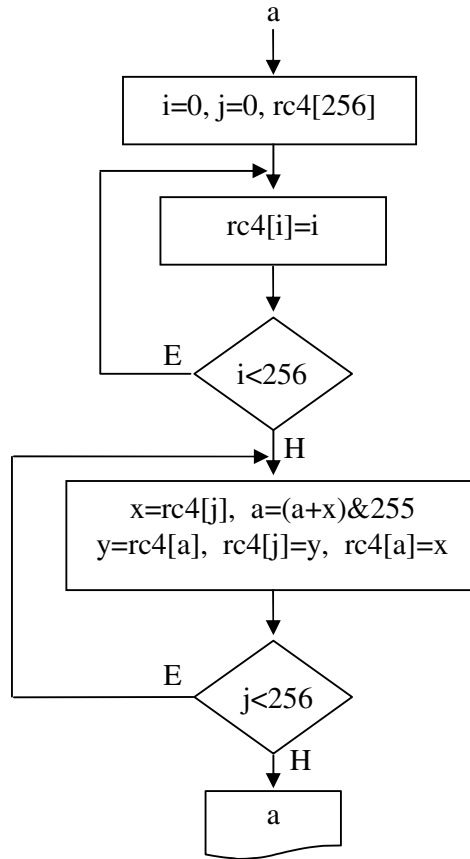 a
i=0, j=0, rc4[256]
rc4[i]=i
E
i<256
H
x=rc4[j], a=(a+x)&255
y=rc4[a], rc4[j]=y, rc4[a]=x
E
j<256
H
a